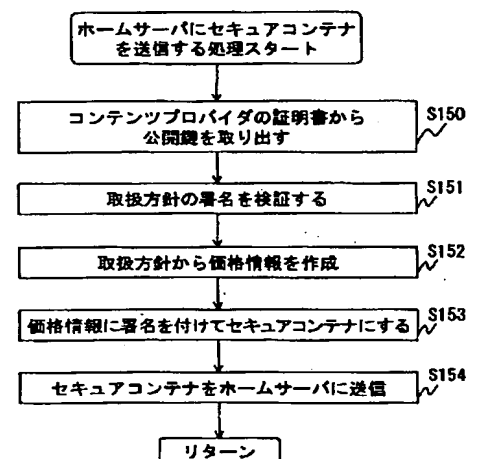 ホームサーバにセキュアコンテナ
を送信する処理スタート
コンテンツプロバイダの証明書から
公開鍵を取り出す
S150
取扱方針の署名を検証する
S151
取扱方針から価格情報を作成
S152
価格情報に署名を付けてセキュアコンテナにする
S153
セキュアコンテナをホームサーバに送信
S154
リターン